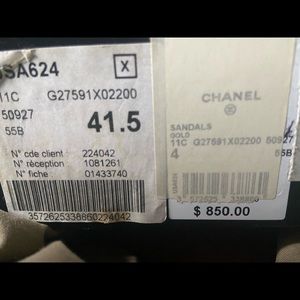 SA624
X
11C G27591X02200
50927
55B
41.5
N° cde client 224042
N° réception 1081261
N° fiche 01433740
3572625338860224042
CHANEL
SANDALS
GOLD
11C G27591X02200 50927
4
55B
$ 850.00